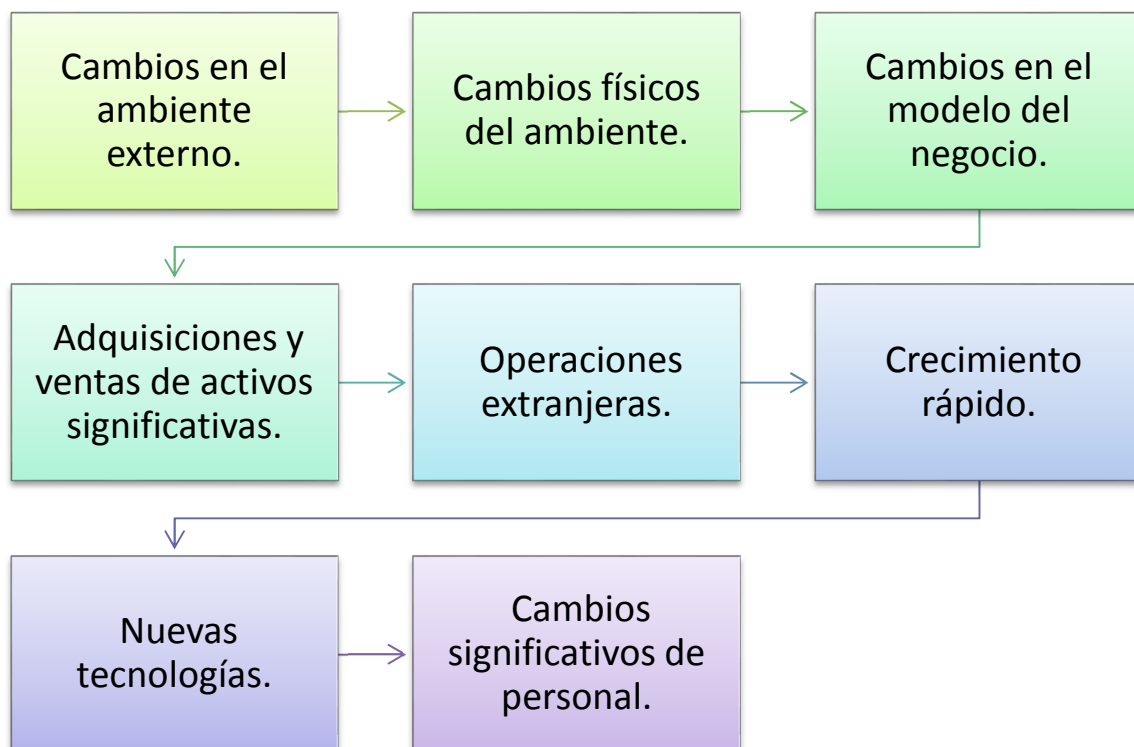 Cambios en el
ambiente
externo.
Cambios físicos
del ambiente.
Cambios en el
modelo del
negocio.
Adquisiciones y
ventas de activos
significativas.
Operaciones
extranjeras.
Crecimiento
rápido.
Nuevas
tecnologías.
Cambios
significativos de
personal.